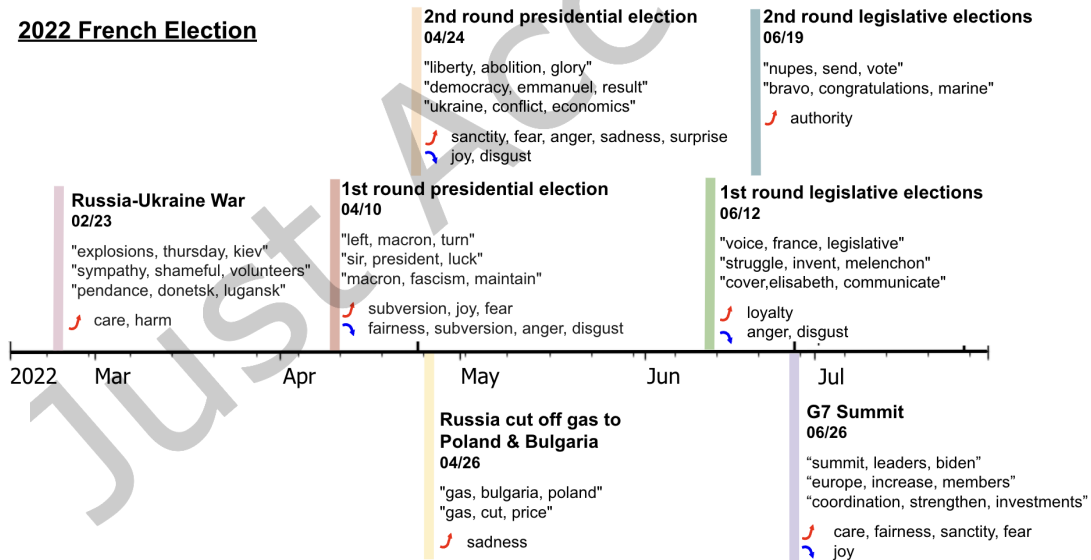 2022 French Election
2nd round presidential election
04/24
"liberty, abolition, glory"
"democracy, emmanuel, result"
"ukraine, conflict, economics"
sanctity, fear, anger, sadness, surprise
joy, disgust
2nd round legislative elections
06/19
"nupes, send, vote"
"bravo, congratulations, marine"
authority
Russia-Ukraine War
02/23
"explosions, thursday, kiev"
"sympathy, shameful, volunteers"
"pendance, donetsk, lugansk"
care, harm
1st round presidential election
04/10
"left, macron, turn"
"sir, president, luck"
"macron, fascism, maintain"
subversion, joy, fear
fairness, subversion, anger, disgust
1st round legislative elections
06/12
"voice, france, legislative"
"struggle, invent, melenchon"
"cover,elisabeth, communicate"
loyalty
anger, disgust
2022 Mar Apr May Jun Jul
Russia cut off gas to
Poland & Bulgaria
04/26
"gas, bulgaria, poland"
"gas, cut, price"
sadness
G7 Summit
06/26
“summit, leaders, biden”
“europe, increase, members”
“coordination, strengthen, investments”
care, fairness, sanctity, fear
joy
Just Acc